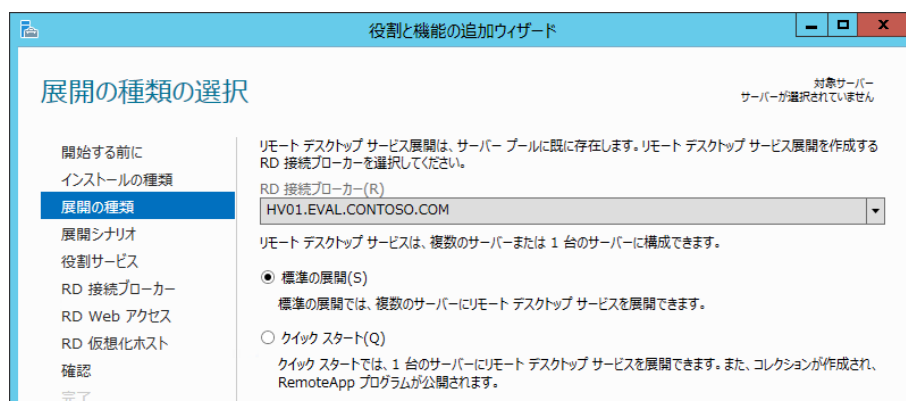 役割と機能の追加ウィザード
展開の種類の選択
対象サーバー
サーバーが選択されていません
開始する前に
インストールの種類
展開の種類
展開シナリオ
役割サービス
RD 接続ブローカー
RD Web アクセス
RD 仮想化ホスト
確認
完了
リモート デスクトップ サービス展開は、サーバー プールに既に存在します。リモート デスクトップ サービス展開を作成する
RD 接続ブローカーを選択してください。
RD 接続ブローカー(R)
HV01.EVAL.CONTOSO.COM
リモート デスクトップ サービスは、複数のサーバーまたは 1 台のサーバーに構成できます。
標準の展開(S)
標準の展開では、複数のサーバーにリモート デスクトップ サービスを展開できます。
クイック スタート(Q)
クイック スタートでは、1 台のサーバーにリモート デスクトップ サービスを展開できます。また、コレクションが作成され、
RemoteApp プログラムが公開されます。